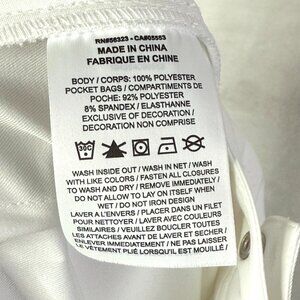 RN#56323 - CA#05553
MADE IN CHINA
FABRIQUE EN CHINE
BODY / CORPS: 100% POLYESTER
POCKET BAGS / COMPARTIMENTS DE
POCHE: 92% POLYESTER
8% SPANDEX / ELASTHANNE
EXCLUSIVE OF DECORATION /
DECORATION NON COMPRISE
WASH INSIDE OUT / WASH IN NET / WASH
WITH LIKE COLORS / FASTEN ALL CLOSURES
TO WASH AND DRY / REMOVE IMMEDIATELY /
DO NOT ALLOW TO LAY ON ITSELF WHEN
WET / DO NOT IRON DESIGN
LAVER A L'ENVERS / PLACER DANS UN FILET
POUR NETTOYER / LAVER AVEC COULEURS
SIMILAIRES / VEUILLEZ BOUCLER TOUTES
LES ATTACHES AVANT DE LAVER ET SECHER /
ENLEVER IMMEDIATEMENT / NE PAS LAISSER
HUMIDE LORSQU'IL EST MOUILLÉ /